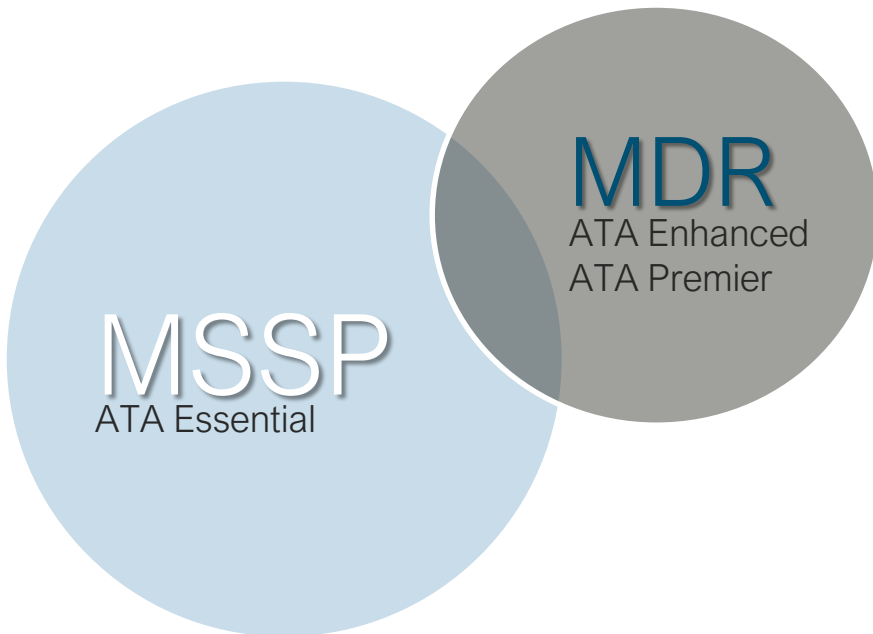 MDR
ATA Enhanced
ATA Premier
MSSP
ATA Essential